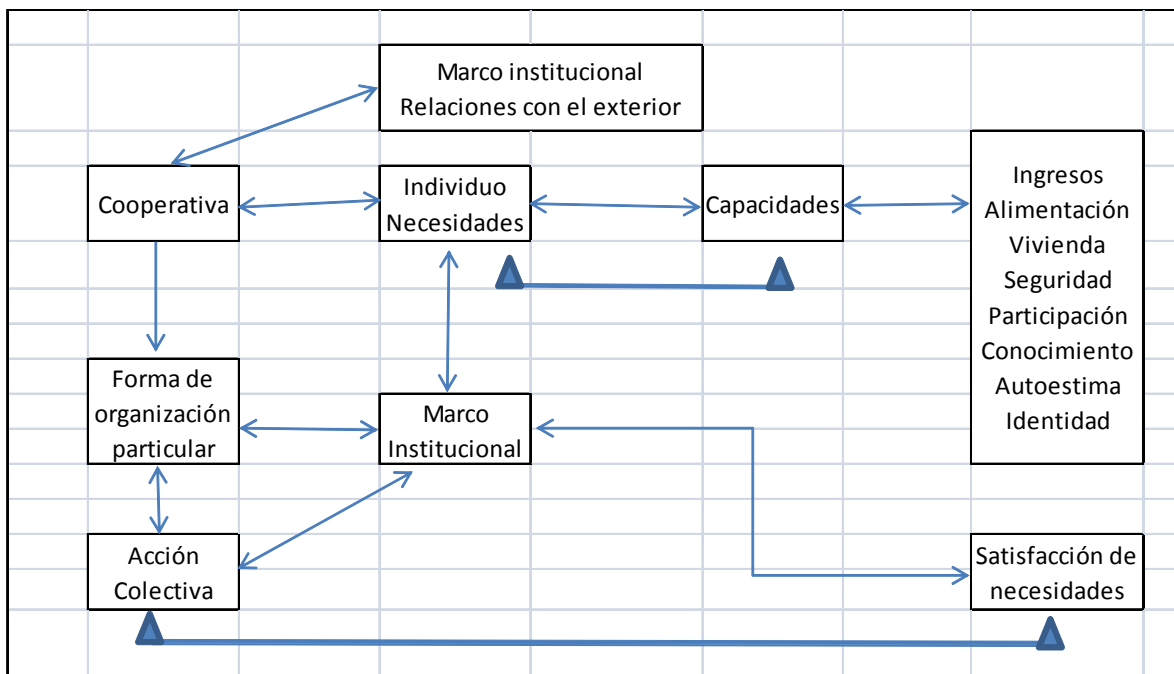 Marco institucional
Relaciones con el exterior
Cooperativa
Individuo
Necesidades
Capacidades
Ingresos
Alimentación
Vivienda
Seguridad
Participación
Conocimiento
Autoestima
Identidad
Forma de
organización
particular
Marco
Institucional
Acción
Colectiva
Satisfacción de
necesidades